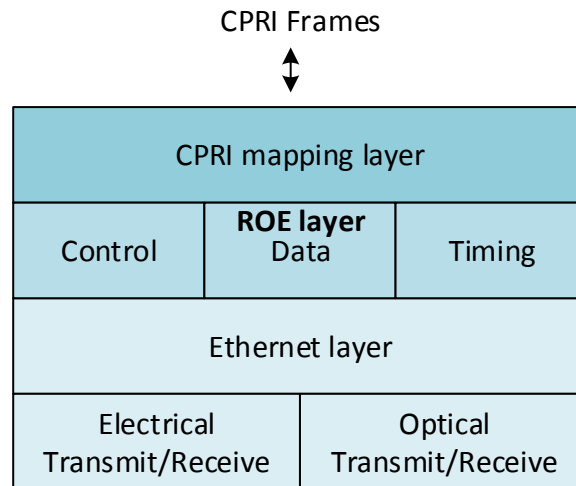 CPRI Frames
CPRI mapping layer
ROE layer
Control
Data
Timing
Ethernet layer
Electrical
Transmit/Receive
Optical
Transmit/Receive